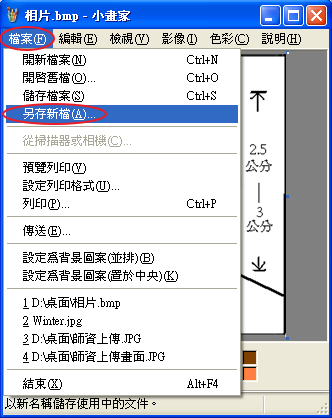 相片.bmp - 小畫家
檔案(F) 編輯(E) 檢視(V) 影像(I) 色彩(C) 說明(H)
開新檔案(N) Ctrl+N
開啓舊檔(O)... Ctrl+O
儲存檔案(S) Ctrl+S
另存新檔(A)...
從掃描器或相機(C)...
預覽列印(V)
設定列印格式(U)...
列印(P)... Ctrl+P
傳送(E)...
設定爲背景圖案(並排)(B)
設定爲背景圖案(置於中央)(K)
1 D:\桌面\相片.bmp
2 Winter.jpg
3 D:\桌面\師資上傳.JPG
4 D:\桌面\師資上傳畫面.JPG
結束(X) Alt+F4
2.5
公分
|
3
公分
以新名稱儲存使用中的文件。